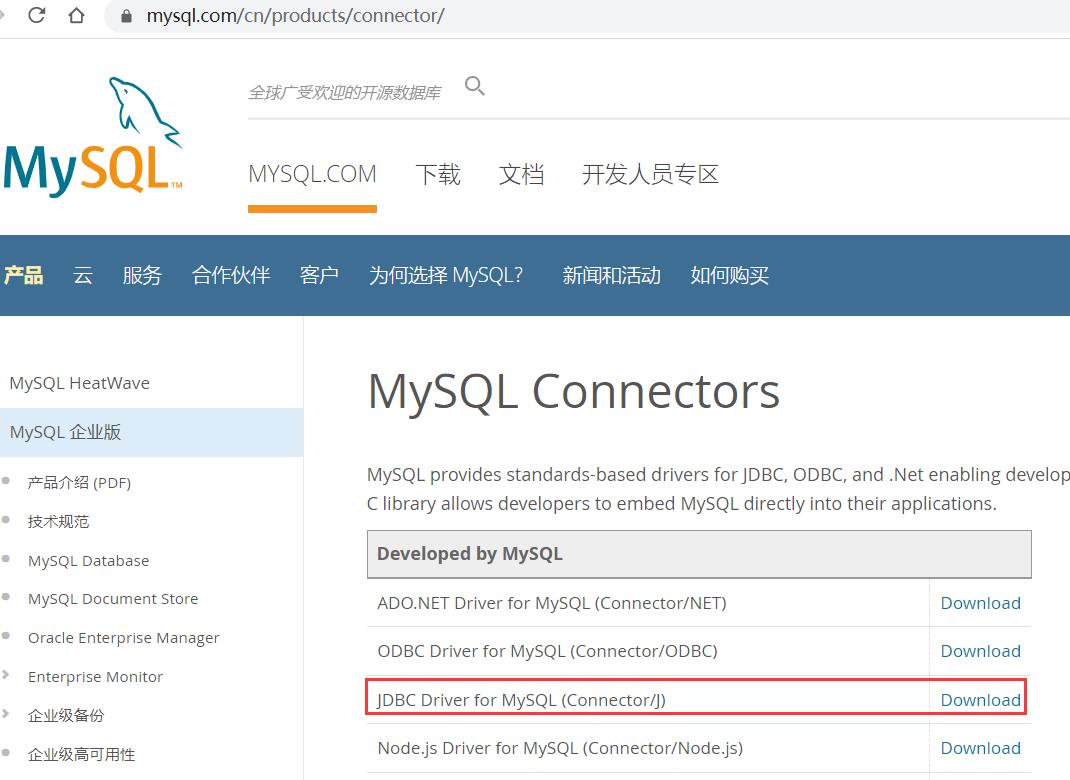 mysql.com/cn/products/connector/
全球广受欢迎的开源数据库
MySQL™
MYSQL.COM 下载 文档 开发人员专区
产品 云 服务 合作伙伴 客户 为何选择 MySQL? 新闻和活动 如何购买
MySQL HeatWave
MySQL 企业版
产品介绍 (PDF)
技术规范
MySQL Database
MySQL Document Store
Oracle Enterprise Manager
Enterprise Monitor
企业级备份
企业级高可用性
MySQL Connectors
MySQL provides standards-based drivers for JDBC, ODBC, and .Net enabling develop
C library allows developers to embed MySQL directly into their applications.
Developed by MySQL
ADO.NET Driver for MySQL (Connector/NET) Download
ODBC Driver for MySQL (Connector/ODBC) Download
JDBC Driver for MySQL (Connector/J) Download
Node.js Driver for MySQL (Connector/Node.js) Download